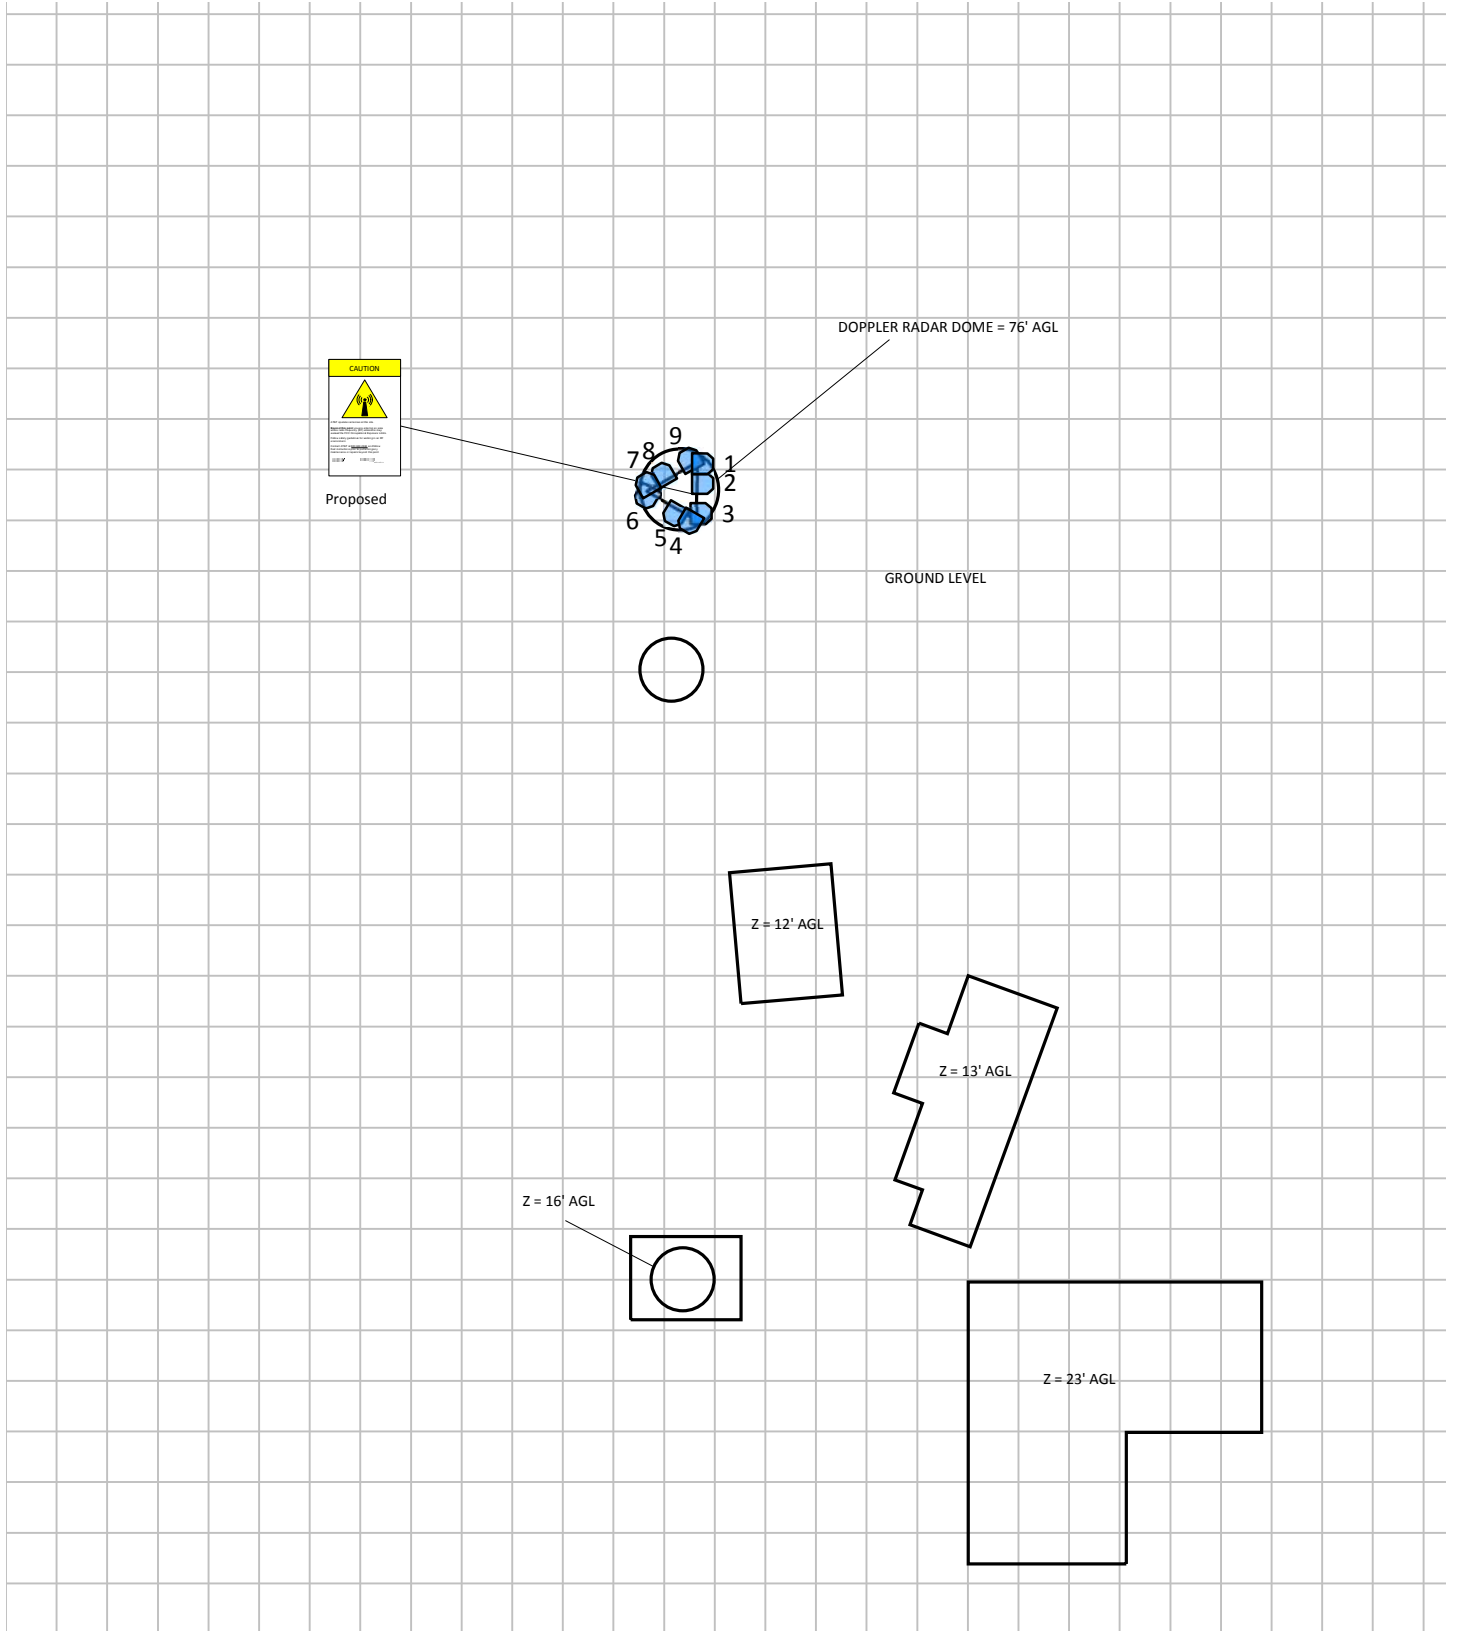 DOPPLER RADAR DOME = 76' AGL
CAUTION
Proposed
9
8
7
1
2
3
6
5
4
GROUND LEVEL
Z = 12' AGL
Z = 13' AGL
Z = 16' AGL
Z = 23' AGL